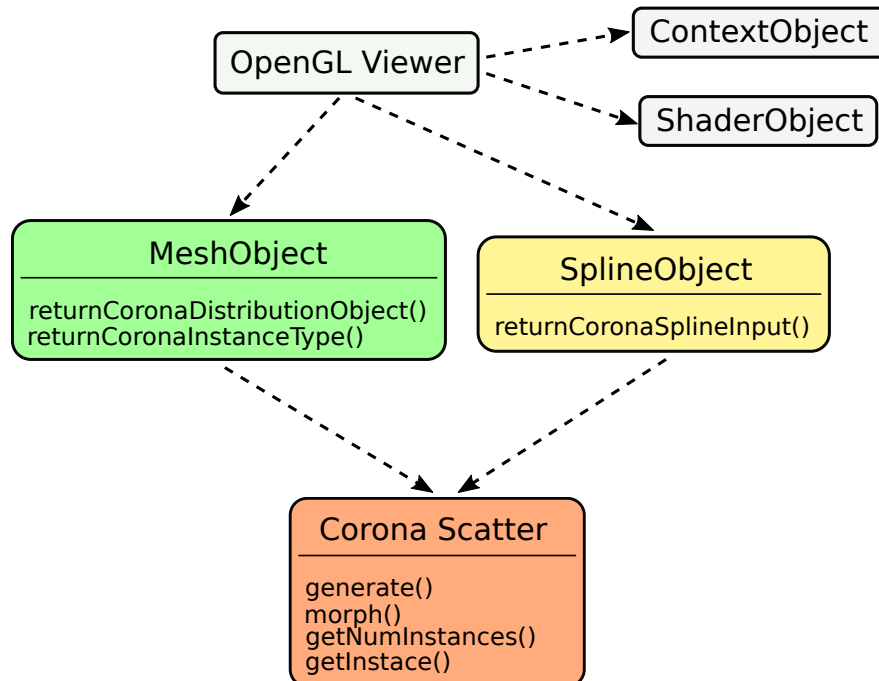 ContextObject
OpenGL Viewer
ShaderObject
MeshObject
returnCoronaDistributionObject()
returnCoronaInstanceType()
SplineObject
returnCoronaSplineInput()
Corona Scatter
generate()
morph()
getNumInstances()
getInstace()